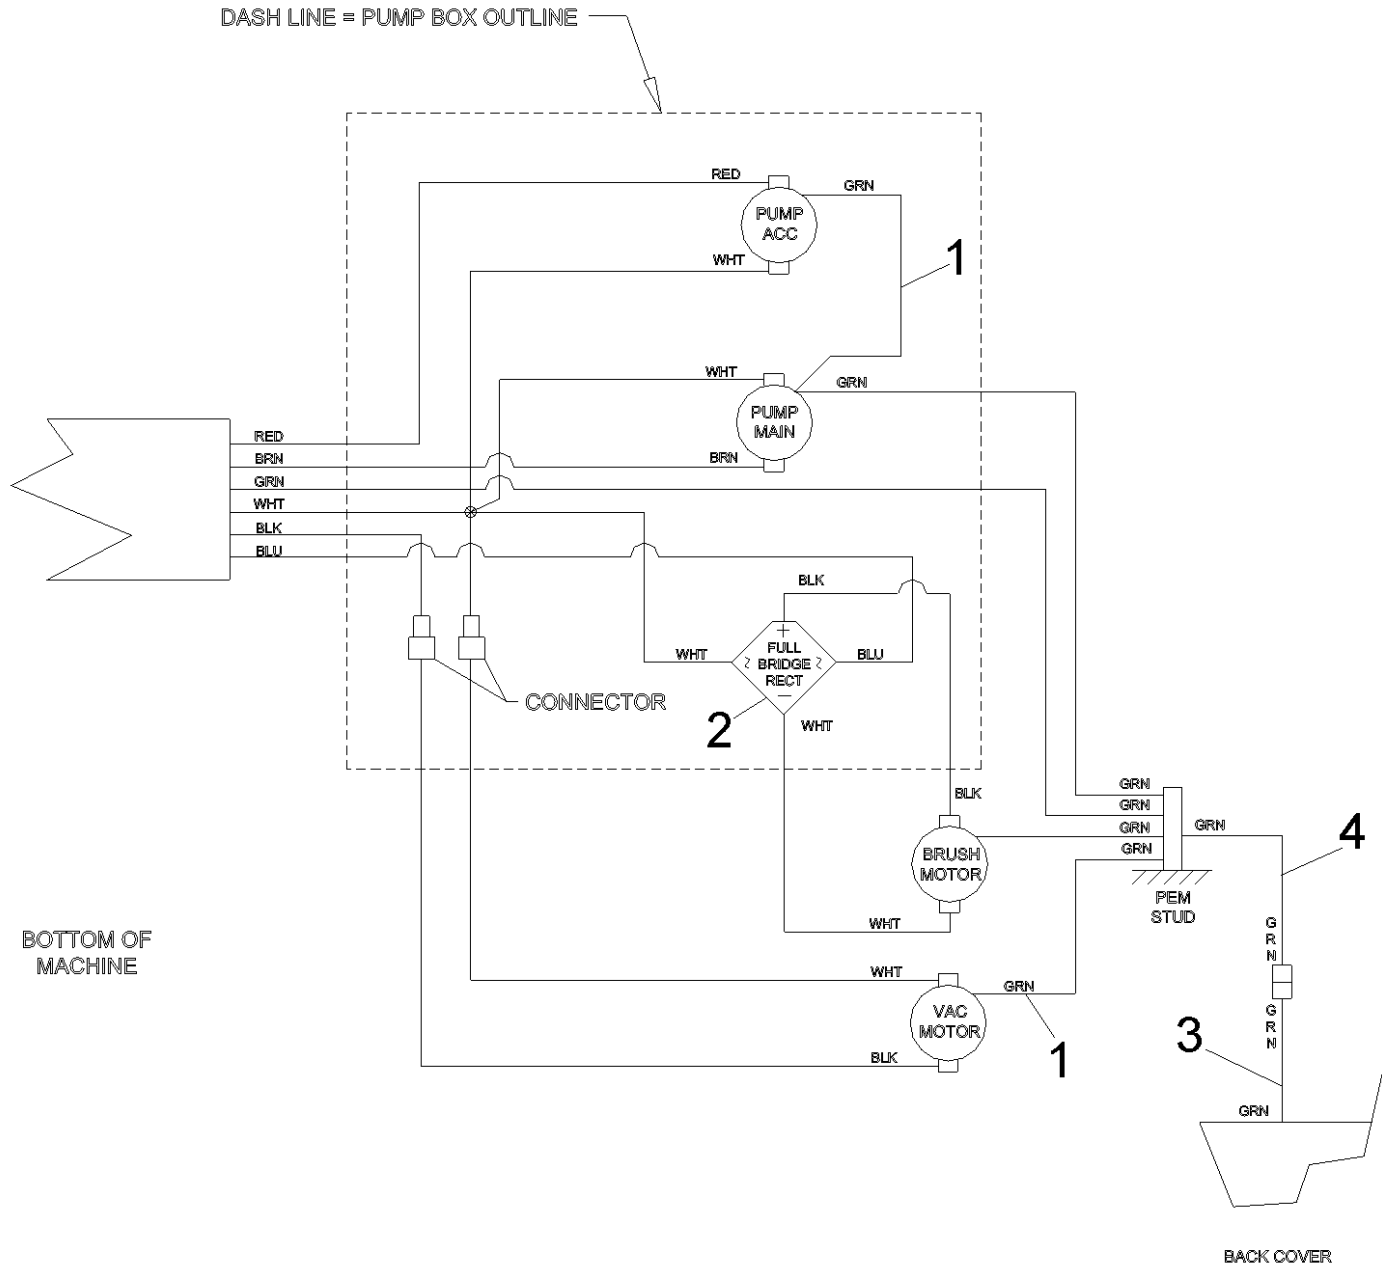 DASH LINE = PUMP BOX OUTLINE
RED
GRN
PUMP
ACC
WHT
1
WHT
GRN
PUMP
MAIN
BRN
RED
BRN
GRN
WHT
BLK
BLU
BLK
+
FULL
~ BRIDGE ~
RECT
−
WHT
BLU
CONNECTOR
2
WHT
BLK
GRN
GRN
GRN
GRN
GRN
4
PEM
STUD
BRUSH
MOTOR
WHT
BOTTOM OF
MACHINE
WHT
GRN
VAC
MOTOR
BLK
1
GRN
GRN
3
GRN
BACK COVER